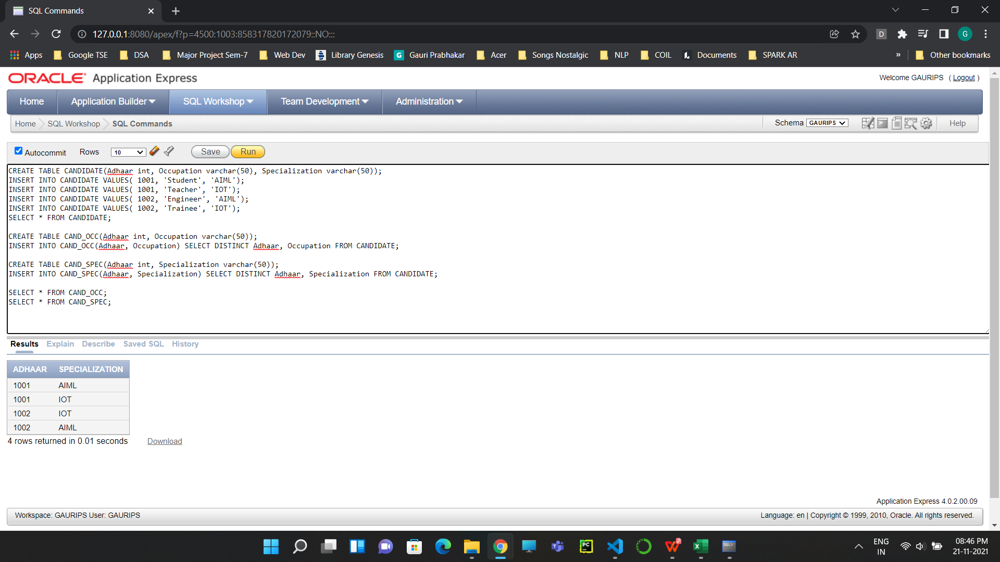 SQL Commands
127.0.0.1:8080/apex/f?p=4500:1003:858317820172079::NO:::
D
G
Apps Google TSE DSA Major Project Sem-7 Web Dev Library Genesis G Gauri Prabhakar Acer Songs Nostalgic NLP COIL Documents SPARK AR » Other bookmarks
ORACLE Application Express
Welcome GAURIPS ( Logout )
Home Application Builder SQL Workshop Team Development Administration
Home SQL Workshop SQL Commands
Schema GAURIPS Help
Autocommit Rows 10 Save Run
CREATE TABLE CANDIDATE(Adhaar int, Occupation varchar(50), Specialization varchar(50));
INSERT INTO CANDIDATE VALUES( 1001, 'Student', 'AIML');
INSERT INTO CANDIDATE VALUES( 1001, 'Teacher', 'IOT');
INSERT INTO CANDIDATE VALUES( 1002, 'Engineer', 'AIML');
INSERT INTO CANDIDATE VALUES( 1002, 'Trainee', 'IOT');
SELECT * FROM CANDIDATE;
CREATE TABLE CAND_OCC(Adhaar int, Occupation varchar(50));
INSERT INTO CAND_OCC(Adhaar, Occupation) SELECT DISTINCT Adhaar, Occupation FROM CANDIDATE;
CREATE TABLE CAND_SPEC(Adhaar int, Specialization varchar(50));
INSERT INTO CAND_SPEC(Adhaar, Specialization) SELECT DISTINCT Adhaar, Specialization FROM CANDIDATE;
SELECT * FROM CAND_OCC;
SELECT * FROM CAND_SPEC;
Results Explain Describe Saved SQL History
ADHAAR SPECIALIZATION
1001 AIML
1001 IOT
1002 IOT
1002 AIML
4 rows returned in 0.01 seconds Download
Application Express 4.0.2.00.09
Workspace: GAURIPS User: GAURIPS
Language: en | Copyright © 1999, 2010, Oracle. All rights reserved.
PC
SQL>
ENG
IN
08:46 PM
21-11-2021